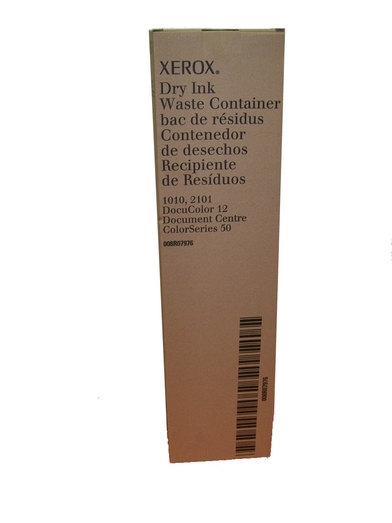 XEROX®
Dry Ink
Waste Container
bac de résidus
Contenedor
de desechos
Recipiente
de Resíduos
1010, 2101
DocuColor 12
Document Centre
ColorSeries 50
008R07976